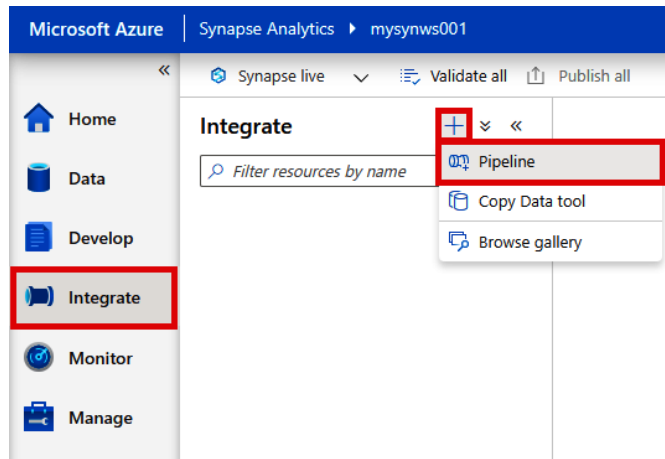 Microsoft Azure Synapse Analytics mysynws001
« Synapse live Validate all Publish all
Home
Integrate + «
Filter resources by name
Pipeline
Data
Copy Data tool
Develop
Browse gallery
Integrate
Monitor
Manage